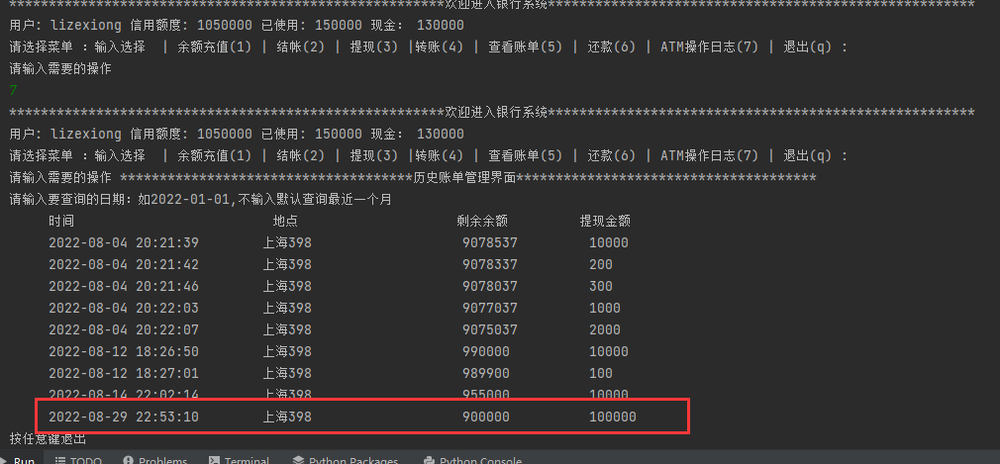 *******************************************************欢迎进入银行系统******************************************************
用户: lizexiong 信用额度: 1050000 已使用: 150000 现金: 130000
请选择菜单 : 输入选择 | 余额充值(1) | 结帐(2) | 提现(3) |转账(4) | 查看账单(5) | 还款(6) | ATM操作日志(7) | 退出(q) :
请输入需要的操作
7
*******************************************************欢迎进入银行系统******************************************************
用户: lizexiong 信用额度: 1050000 已使用: 150000 现金: 130000
请选择菜单 : 输入选择 | 余额充值(1) | 结帐(2) | 提现(3) |转账(4) | 查看账单(5) | 还款(6) | ATM操作日志(7) | 退出(q) :
请输入需要的操作 *************************************历史账单管理界面**************************************
请输入要查询的日期: 如2022-01-01,不输入默认查询最近一个月
时间 地点 剩余余额 提现金额
2022-08-04 20:21:39 上海398 9078537 10000
2022-08-04 20:21:42 上海398 9078337 200
2022-08-04 20:21:46 上海398 9078037 300
2022-08-04 20:22:03 上海398 9077037 1000
2022-08-04 20:22:07 上海398 9075037 2000
2022-08-12 18:26:50 上海398 990000 10000
2022-08-12 18:27:01 上海398 989900 100
2022-08-14 22:02:14 上海398 955000 10000
2022-08-29 22:53:10 上海398 900000 100000
按任意键退出
Run TODO Problems Terminal Python Packages Python Console